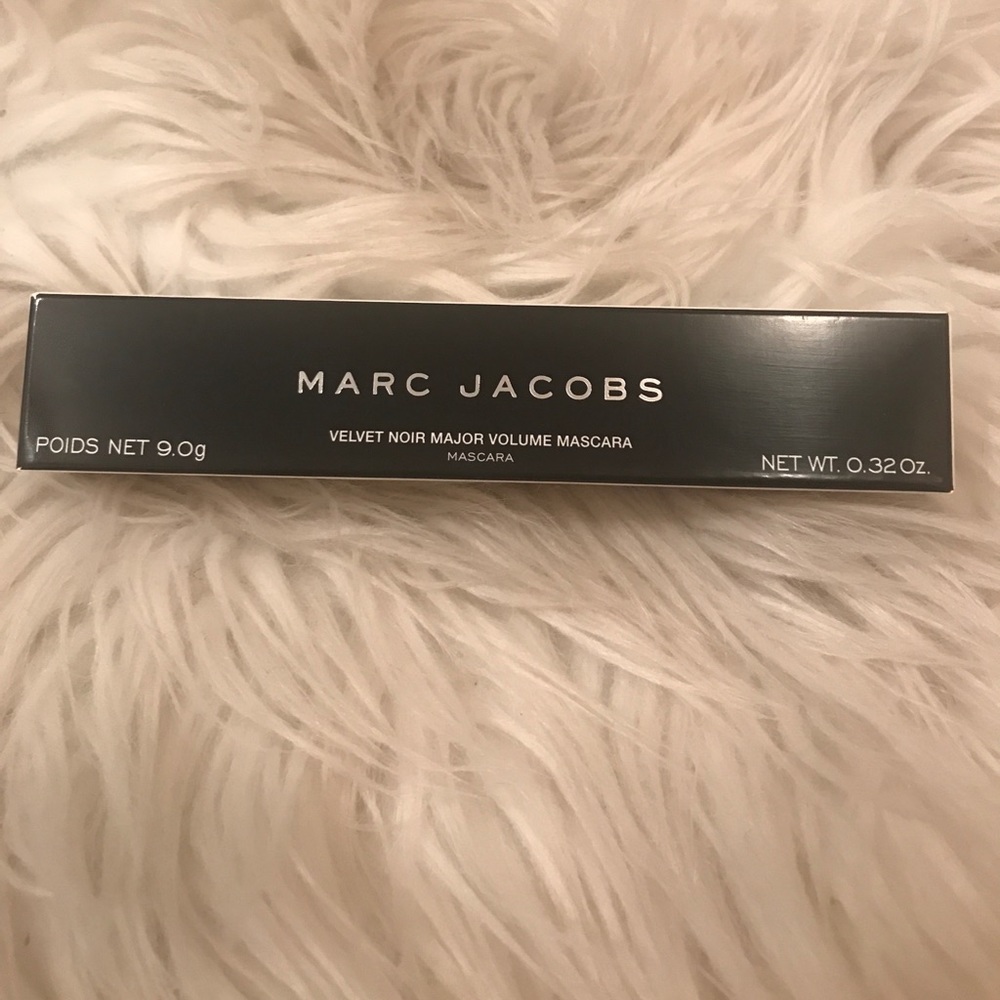 MARC JACOBS
VELVET NOIR MAJOR VOLUME MASCARA
MASCARA
POIDS NET 9.0g
NET WT. 0.32 Oz.